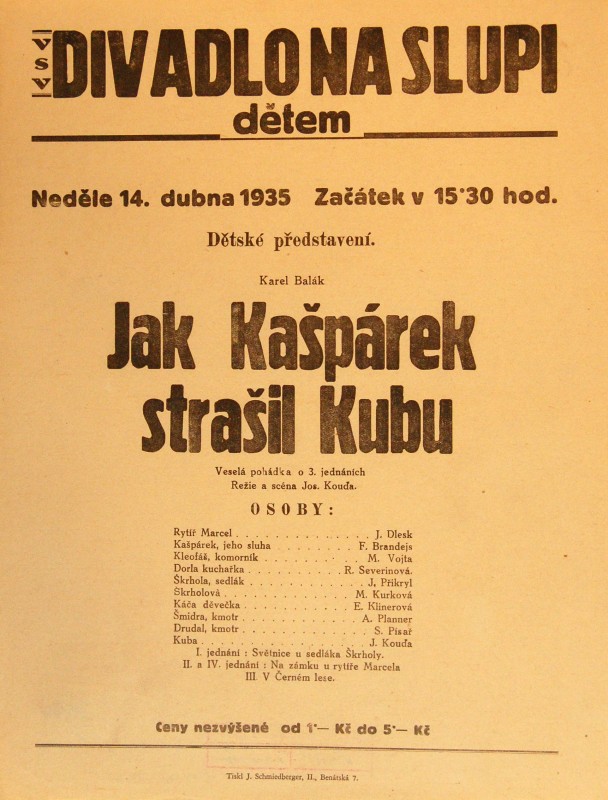 VSV
DIVADLO NA SLUPI
dětem
Neděle 14. dubna 1935 Začátek v 15·30 hod.
Dětské představení.
Karel Balák
Jak Kašpárek
strašil Kubu
Veselá pohádka o 3. jednáních
Režie a scéna Jos. Kouďa.
OSOBY:
Rytíř Marcel . . . . . . . . . . . . . J. Dlesk
Kašpárek, jeho sluha . . . . . . . . F. Brandejs
Kleofáš, komorník . . . . . . . . . . M. Vojta
Dorla kuchařka . . . . . . . . . . R. Severinová.
Škrhola, sedlák . . . . . . . . . . . J, Přikryl
Škrholová . . . . . . . . . . . . . M. Kurková
Káča děvečka . . . . . . . . . . . E. Klinerová
Šmidra, kmotr . . . . . . . . . . . A. Planner
Drudal, kmotr . . . . . . . . . . . . S. Písař
Kuba . . . . . . . . . . . . . . . . J. Kouďa
I. jednání : Světnice u sedláka Škrholy.
II. a IV. jednání : Na zámku u rytíře Marcela
III. V Černém lese.
Ceny nezvýšené od 1·— Kč do 5·— Kč
Tiskl J. Schmiedberger, II., Benátská 7.